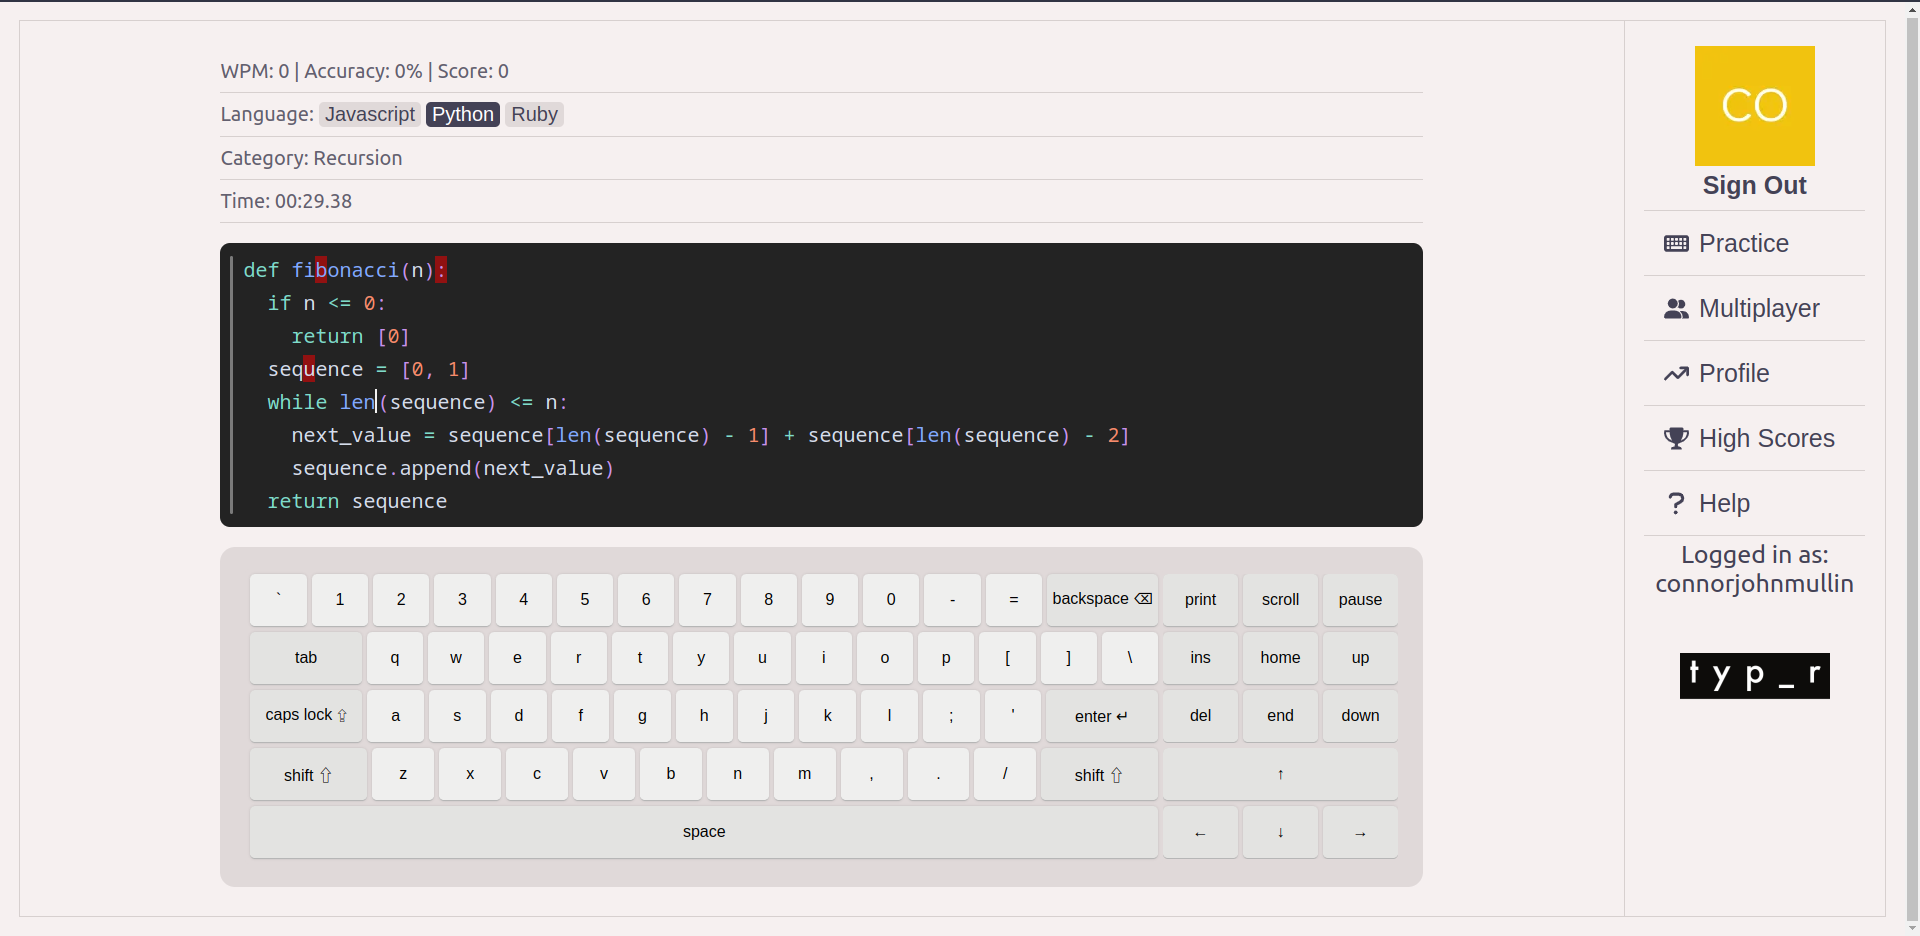 WPM: 0 | Accuracy: 0% | Score: 0
Language: Javascript Python Ruby
Category: Recursion
Time: 00:29.38
def fibonacci(n):
  if n <= 0:
    return [0]
  sequence = [0, 1]
  while len(sequence) <= n:
    next_value = sequence[len(sequence) - 1] + sequence[len(sequence) - 2]
    sequence.append(next_value)
  return sequence
` 1 2 3 4 5 6 7 8 9 0 - = backspace ⌫ print scroll pause
tab q w e r t y u i o p [ ] \ ins home up
caps lock ⇪ a s d f g h j k l ; ' enter ↵ del end down
shift ⇧ z x c v b n m , . / shift ⇧ ↑
space ← ↓ →
CO
Sign Out
Practice
Multiplayer
Profile
High Scores
Help
Logged in as:
connorjohnmullin
typ_r